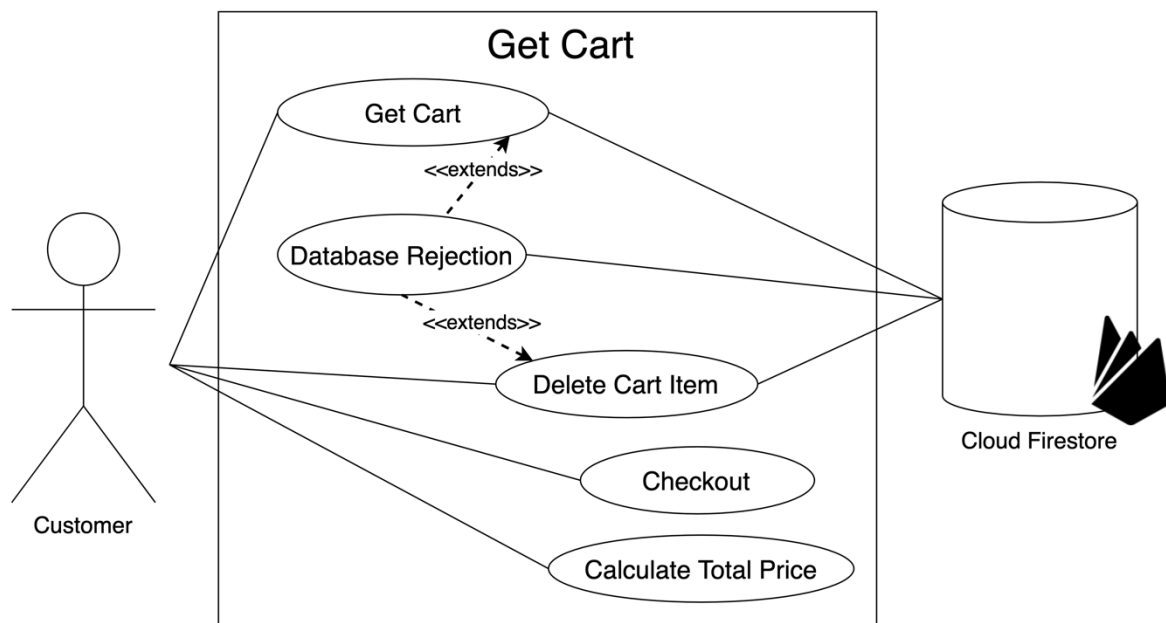 Get Cart
Get Cart
<<extends>>
Database Rejection
<<extends>>
Delete Cart Item
Checkout
Calculate Total Price
Customer
Cloud Firestore